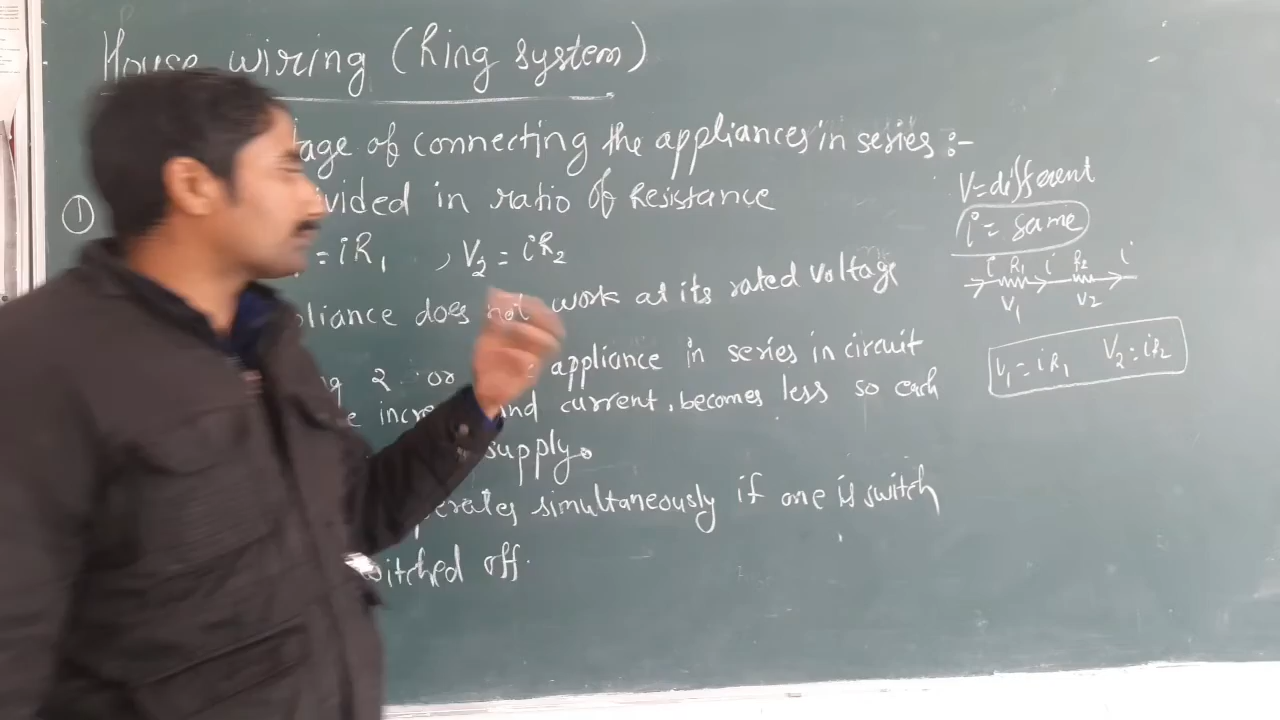 House wiring (Ring system)
tage of connecting the appliances in series :-
① vided in ratio of Resistance
= iR1 , V2 = iR2
pliance does not work at its rated voltage
g 2 or appliance in series in circuit
e incre and current becomes less so each
supply.
perates simultaneously if one is switch
witched off.
V=different
i = same
i R1 i R2 i
V1 V2
V1 = iR1 V2 = iR2